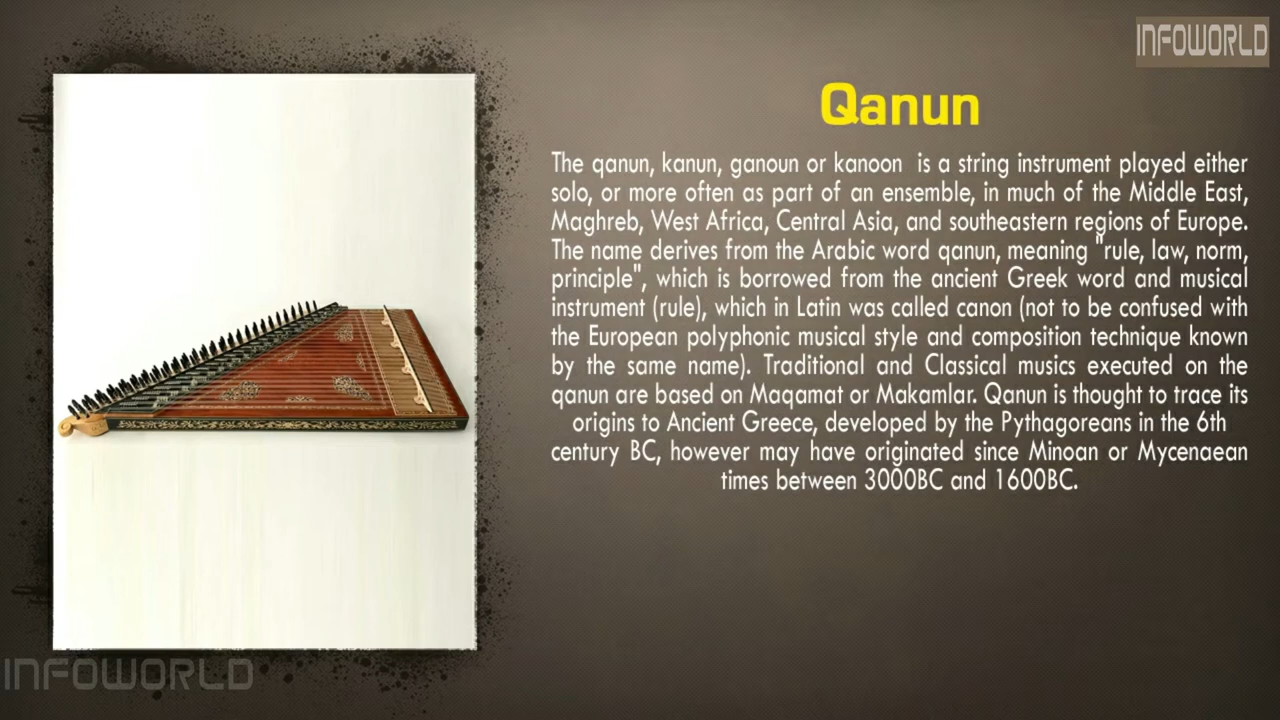 INFOWORLD
Qanun
The qanun, kanun, ganoun or kanoon  is a string instrument played either
solo, or more often as part of an ensemble, in much of the Middle East,
Maghreb, West Africa, Central Asia, and southeastern regions of Europe.
The name derives from the Arabic word qanun, meaning "rule, law, norm,
principle", which is borrowed from the ancient Greek word and musical
instrument (rule), which in Latin was called canon (not to be confused with
the European polyphonic musical style and composition technique known
by the same name). Traditional and Classical musics executed on the
qanun are based on Maqamat or Makamlar. Qanun is thought to trace its
origins to Ancient Greece, developed by the Pythagoreans in the 6th
century BC, however may have originated since Minoan or Mycenaean
times between 3000BC and 1600BC.
INFOWORLD